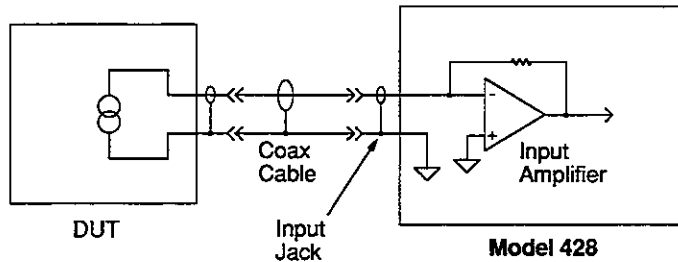 Coax
Cable
Input
Amplifier
DUT
Input
Jack
Model 428